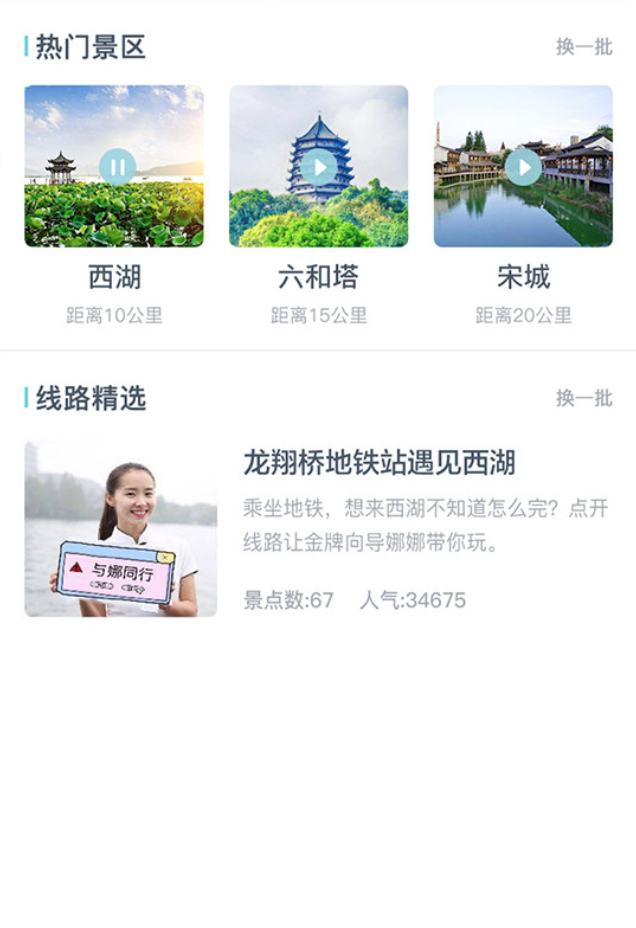 热门景区
换一批
西湖
六和塔
宋城
距离10公里
距离15公里
距离20公里
线路精选
换一批
龙翔桥地铁站遇见西湖
乘坐地铁，想来西湖不知道怎么完？点开
线路让金牌向导娜娜带你玩。
景点数:67 人气:34675
与娜同行